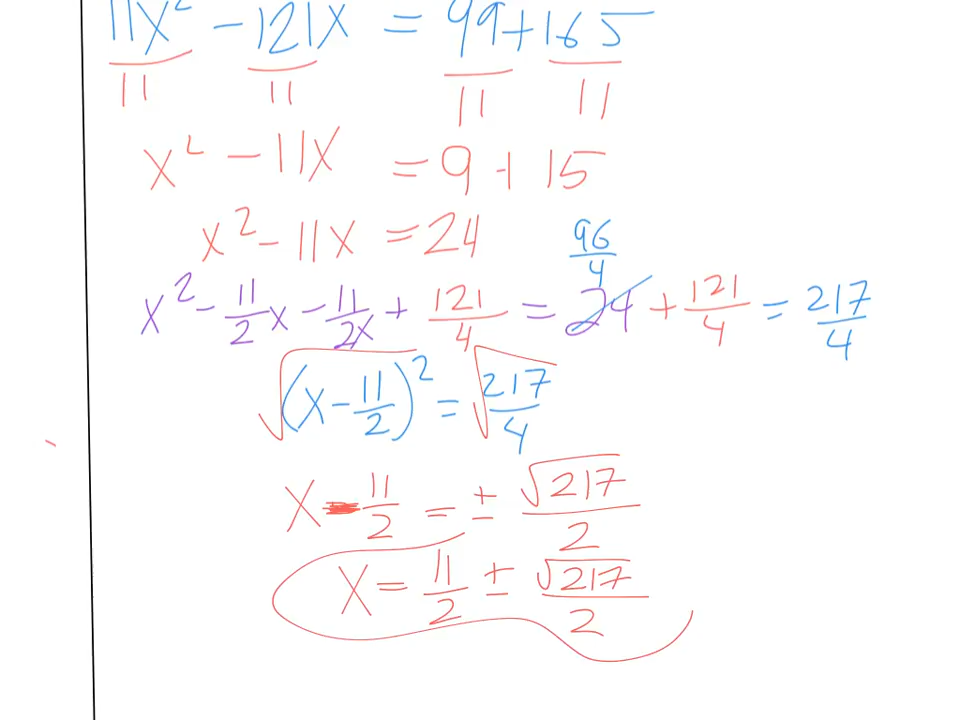 11x² - 121x = 99 + 165
11 11 11 11
x² - 11x = 9 + 15
x² - 11x = 24
96/4
x² - 11/2 x - 11/2x + 121/4 = 24 + 121/4 = 217/4
√(x - 11/2)² = √217/4
x - 11/2 = ± √217/2
x = 11/2 ± √217/2